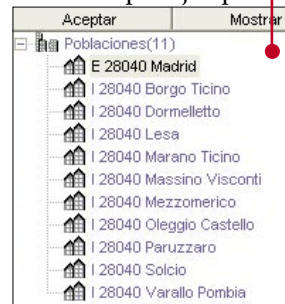 Aceptar Mostrar
Poblaciones(11)
E 28040 Madrid
I 28040 Borgo Ticino
I 28040 Dormelletto
I 28040 Lesa
I 28040 Marano Ticino
I 28040 Massino Visconti
I 28040 Mezzomerico
I 28040 Oleggio Castello
I 28040 Paruzzaro
I 28040 Solcio
I 28040 Varallo Pombia